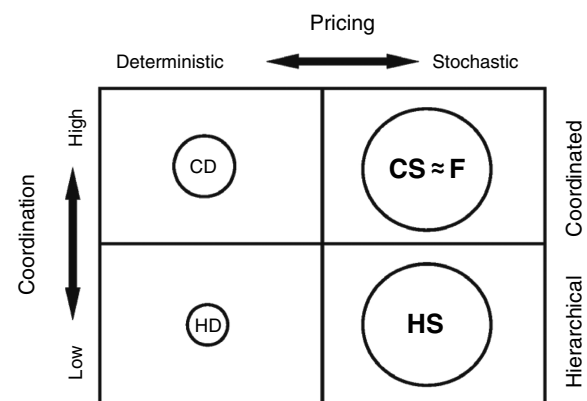 Pricing
Deterministic
Stochastic
High
Coordination
Low
CD
CS ≈ F
HD
HS
Coordinated
Hierarchical